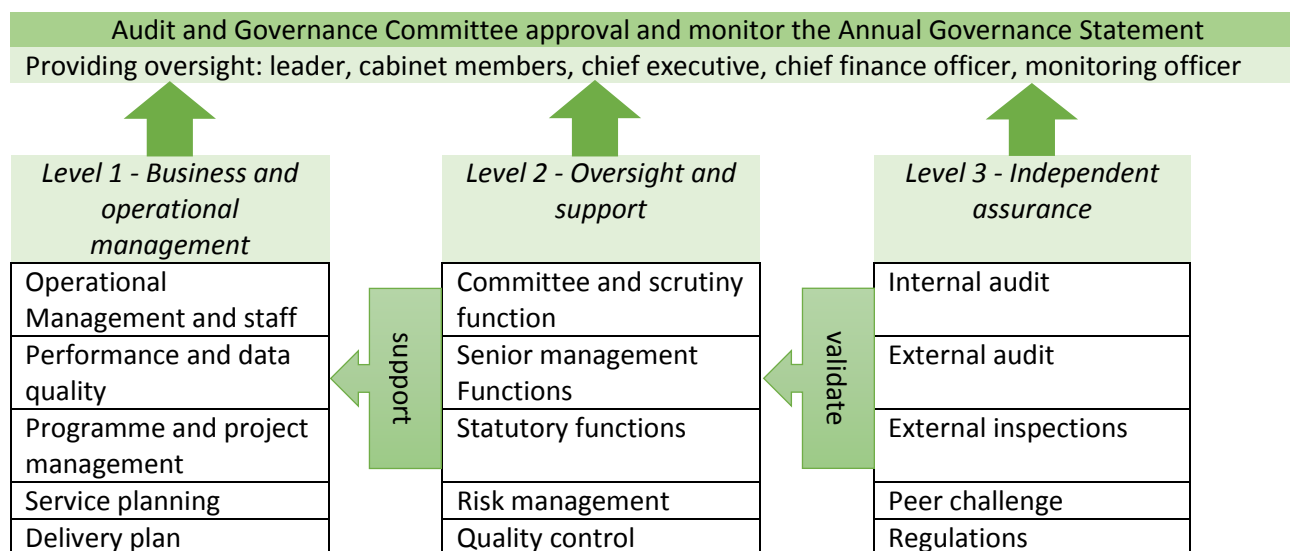 Audit and Governance Committee approval and monitor the Annual Governance Statement
Providing oversight: leader, cabinet members, chief executive, chief finance officer, monitoring officer
Level 1 - Business and
operational
management
Operational
Management and staff
Performance and data
quality
Programme and project
management
Service planning
Delivery plan
support
Level 2 - Oversight and
support
Committee and scrutiny
function
Senior management
Functions
Statutory functions
Risk management
Quality control
validate
Level 3 - Independent
assurance
Internal audit
External audit
External inspections
Peer challenge
Regulations